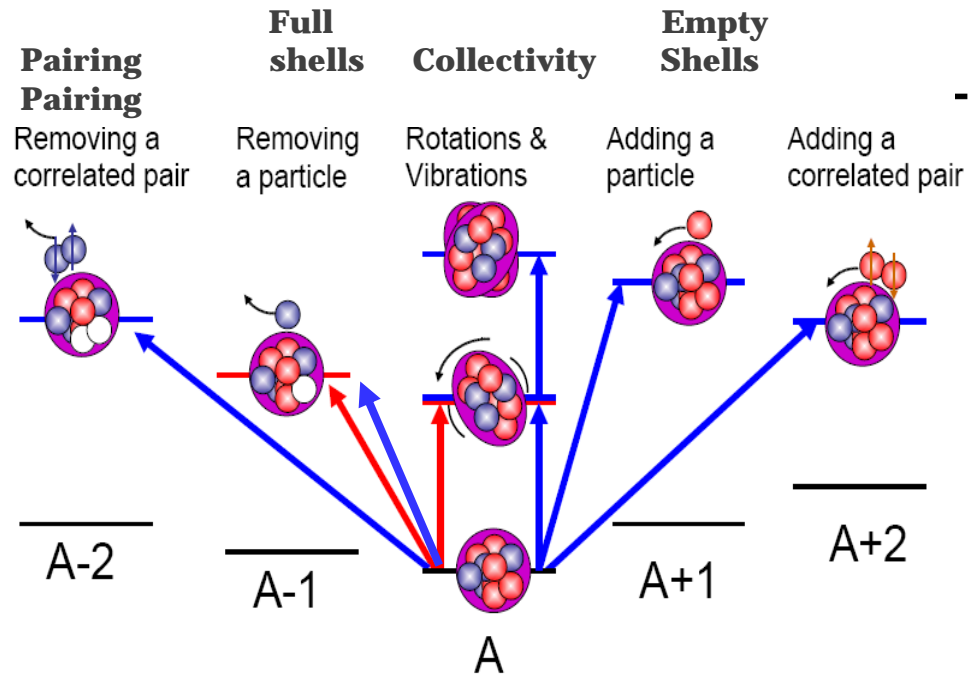 Pairing
Pairing
Full
shells
Collectivity
Empty
Shells
-
Removing a
correlated pair
Removing
a particle
Rotations &
Vibrations
Adding a
particle
Adding a
correlated pair
A-2
A-1
A
A+1
A+2